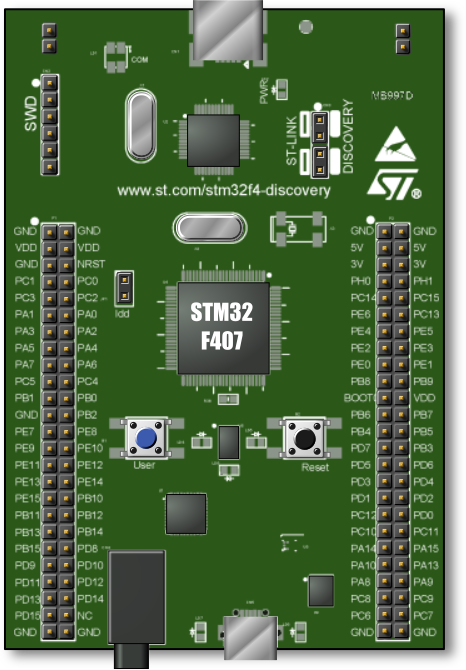 COM
PWR
MB997D
SWD
ST-LINK
DISCOVERY
ST®
www.st.com/stm32f4-discovery
GND GND
VDD VDD
GND NRST
PC1 PC0
PC3 PC2
PA1 PA0
PA3 PA2
PA5 PA4
PA7 PA6
PC5 PC4
PB1 PB0
GND PB2
PE7 PE8
PE9 PE10
PE11 PE12
PE13 PE14
PE15 PB10
PB11 PB12
PB13 PB14
PB15 PD8
PD9 PD10
PD11 PD12
PD13 PD14
PD15 NC
GND GND
Idd
STM32
F407
User
Reset
GND GND
5V 5V
3V 3V
PH0 PH1
PC14 PC15
PE6 PC13
PE4 PE5
PE2 PE3
PE0 PE1
PB8 PB9
BOOT0 VDD
PB6 PB7
PB4 PB5
PD7 PB3
PD5 PD6
PD3 PD4
PD1 PD2
PC12 PD0
PC10 PC11
PA14 PA15
PA10 PA13
PA8 PA9
PC8 PC9
PC6 PC7
GND GND